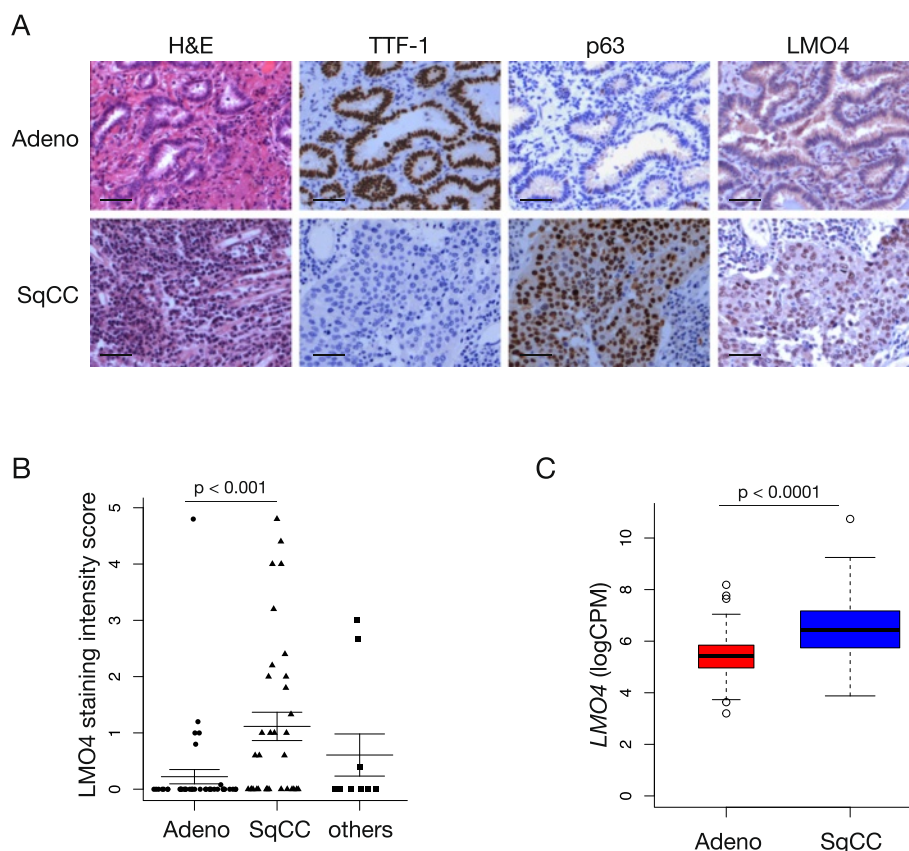 A
H&E TTF-1 p63 LMO4
Adeno
SqCC
B
p < 0.001
LMO4 staining intensity score
5
4
3
2
1
0
Adeno SqCC others
C
p < 0.0001
LMO4 (logCPM)
10
8
6
4
2
0
Adeno SqCC